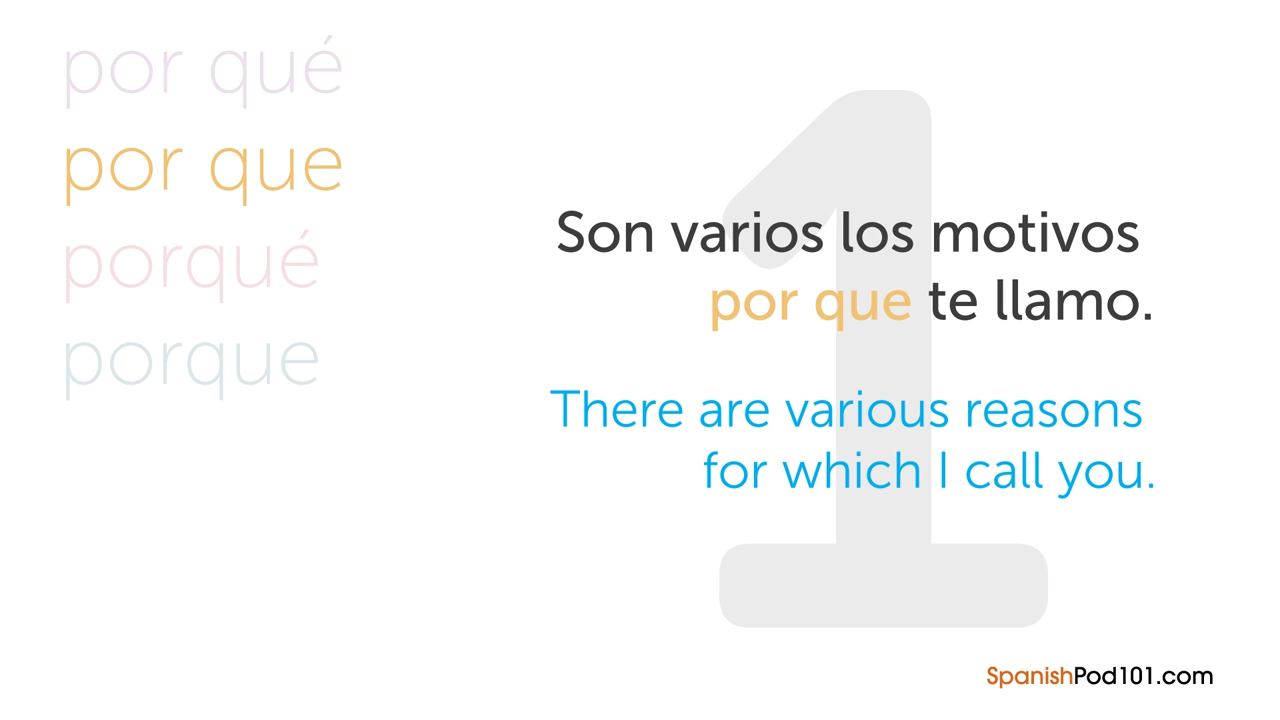 por qué
por que
porqué
porque
1
Son varios los motivos
por que te llamo.
There are various reasons
for which I call you.
SpanishPod101.com